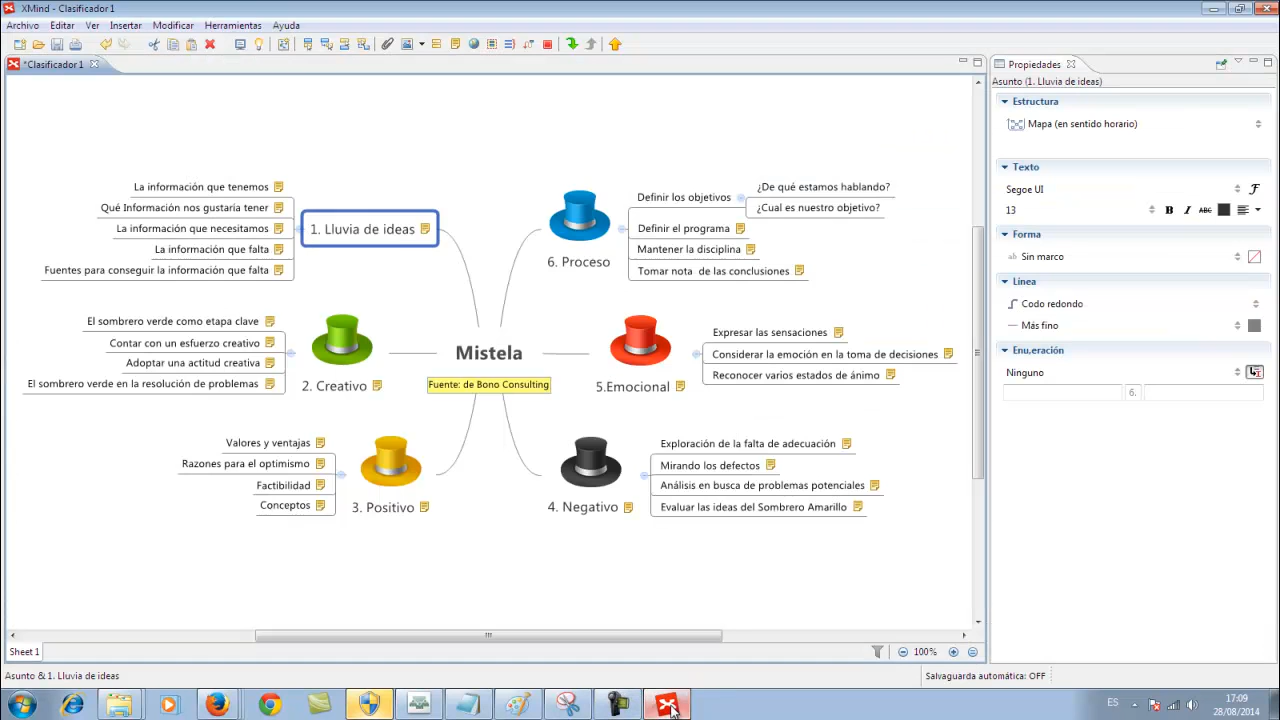 XMind - Clasificador1
Archivo Editar Ver Insertar Modificar Herramientas Ayuda
*Clasificador1
Propiedades
Asunto (1. Lluvia de ideas)
Estructura
Mapa (en sentido horario)
Texto
Segoe UI
13
B I ABC
Forma
ab Sin marco
Línea
Codo redondo
Más fino
Enu,eración
Ninguno
6.
La información que tenemos
Qué Información nos gustaría tener
La información que necesitamos
La información que falta
Fuentes para conseguir la información que falta
1. Lluvia de ideas
6. Proceso
Definir los objetivos
¿De qué estamos hablando?
¿Cual es nuestro objetivo?
Definir el programa
Mantener la disciplina
Tomar nota de las conclusiones
El sombrero verde como etapa clave
Contar con un esfuerzo creativo
Adoptar una actitud creativa
El sombrero verde en la resolución de problemas
2. Creativo
Mistela
Fuente: de Bono Consulting
5.Emocional
Expresar las sensaciones
Considerar la emoción en la toma de decisiones
Reconocer varios estados de ánimo
Valores y ventajas
Razones para el optimismo
Factibilidad
Conceptos
3. Positivo
4. Negativo
Exploración de la falta de adecuación
Mirando los defectos
Análisis en busca de problemas potenciales
Evaluar las ideas del Sombrero Amarillo
Sheet 1
100%
Asunto & 1. Lluvia de ideas
Salvaguarda automática: OFF
ES
17:09
28/08/2014